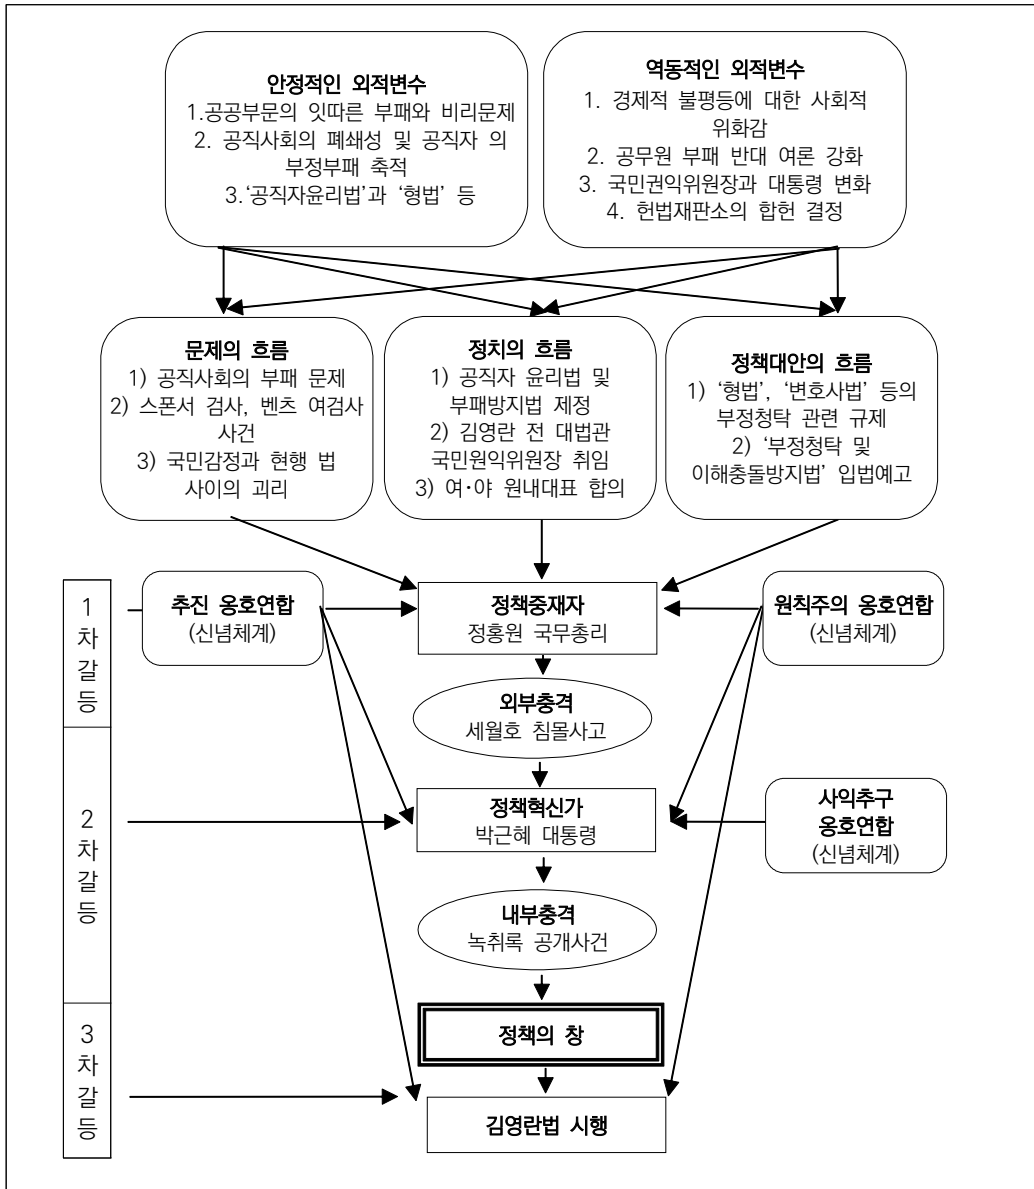 안정적인 외적변수
1.공공부문의 잇따른 부패와 비리문제
2. 공직사회의 폐쇄성 및 공직자 의
부정부패 축적
3.‘공직자윤리법’과 ‘형법’ 등
역동적인 외적변수
1. 경제적 불평등에 대한 사회적
위화감
2. 공무원 부패 반대 여론 강화
3. 국민권익위원장과 대통령 변화
4. 헌법재판소의 합헌 결정
문제의 흐름
1) 공직사회의 부패 문제
2) 스폰서 검사, 벤츠 여검사
사건
3) 국민감정과 현행 법
사이의 괴리
정치의 흐름
1) 공직자 윤리법 및
부패방지법 제정
2) 김영란 전 대법관
국민원익위원장 취임
3) 여·야 원내대표 합의
정책대안의 흐름
1) ‘형법’, ‘변호사법’ 등의
부정청탁 관련 규제
2) ‘부정청탁 및
이해충돌방지법’ 입법예고
1
차
갈
등
추진 옹호연합
(신념체계)
정책중재자
정홍원 국무총리
원칙주의 옹호연합
(신념체계)
외부충격
세월호 침몰사고
2
차
갈
등
정책혁신가
박근혜 대통령
사익추구
옹호연합
(신념체계)
내부충격
녹취록 공개사건
3
차
갈
등
정책의 창
김영란법 시행